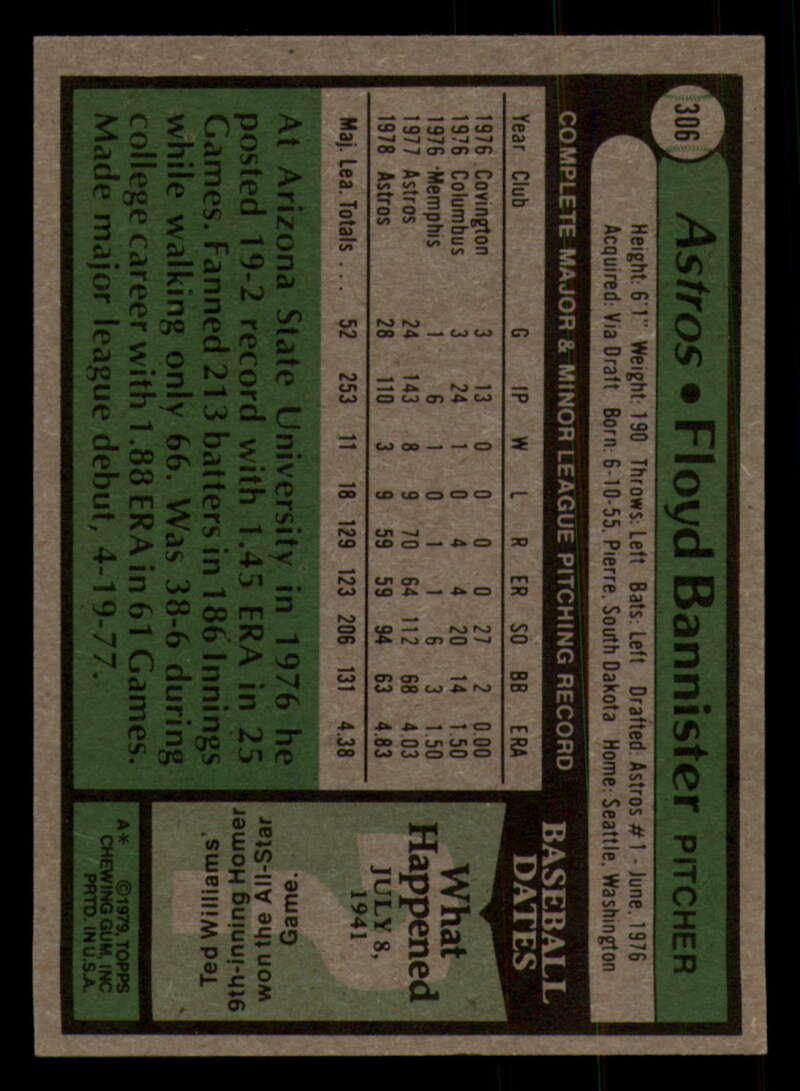 306
Astros • Floyd Bannister PITCHER
Height: 6'1" Weight: 190 Throws: Left Bats: Left Drafted: Astros #1-June, 1976
Acquired: Via Draft Born: 6-10-55, Pierre, South Dakota Home: Seattle, Washington
COMPLETE MAJOR & MINOR LEAGUE PITCHING RECORD
Year Club G IP W L R ER SO BB ERA
1976 Covington 3 13 0 0 0 0 27 2 0.00
1976 Columbus 3 24 1 0 4 4 20 14 1.50
1976 Memphis 1 6 1 0 1 1 6 3 1.50
1977 Astros 24 143 8 9 70 64 112 68 4.03
1978 Astros 28 110 3 9 59 59 94 63 4.83
Maj. Lea. Totals .... 52 253 11 18 129 123 206 131 4.38
At Arizona State University in 1976 he
posted 19-2 record with 1.45 ERA in 25
Games. Fanned 213 batters in 186 Innings
while walking only 66. Was 38-6 during
college career with 1.88 ERA in 61 Games.
Made major league debut, 4-19-77.
BASEBALL
DATES
What
Happened
JULY 8,
1941
?
Ted Williams'
9th-inning Homer
won the All-Star
Game.
A* ©1979, TOPPS
CHEWING GUM, INC
PRTD. IN U.S.A.